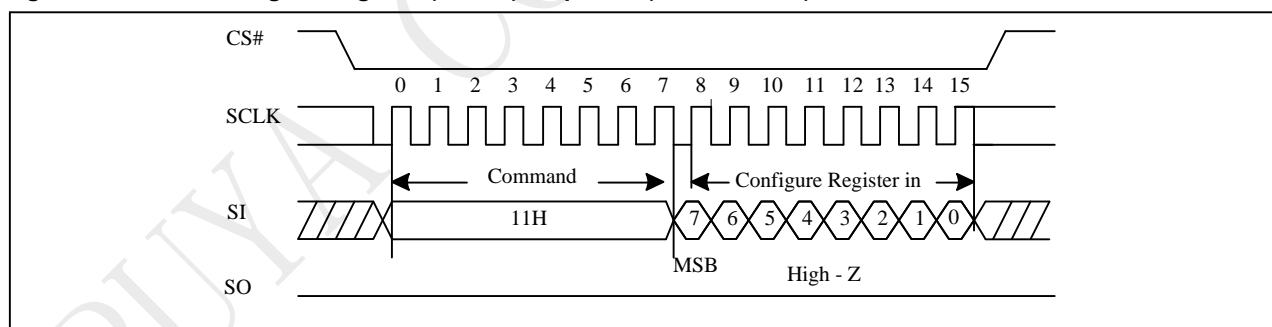 CS#
0 1 2 3 4 5 6 7 8 9 10 11 12 13 14 15
SCLK
Command
Configure Register in
SI
11H
7 6 5 4 3 2 1 0
MSB
High - Z
SO
PUYA